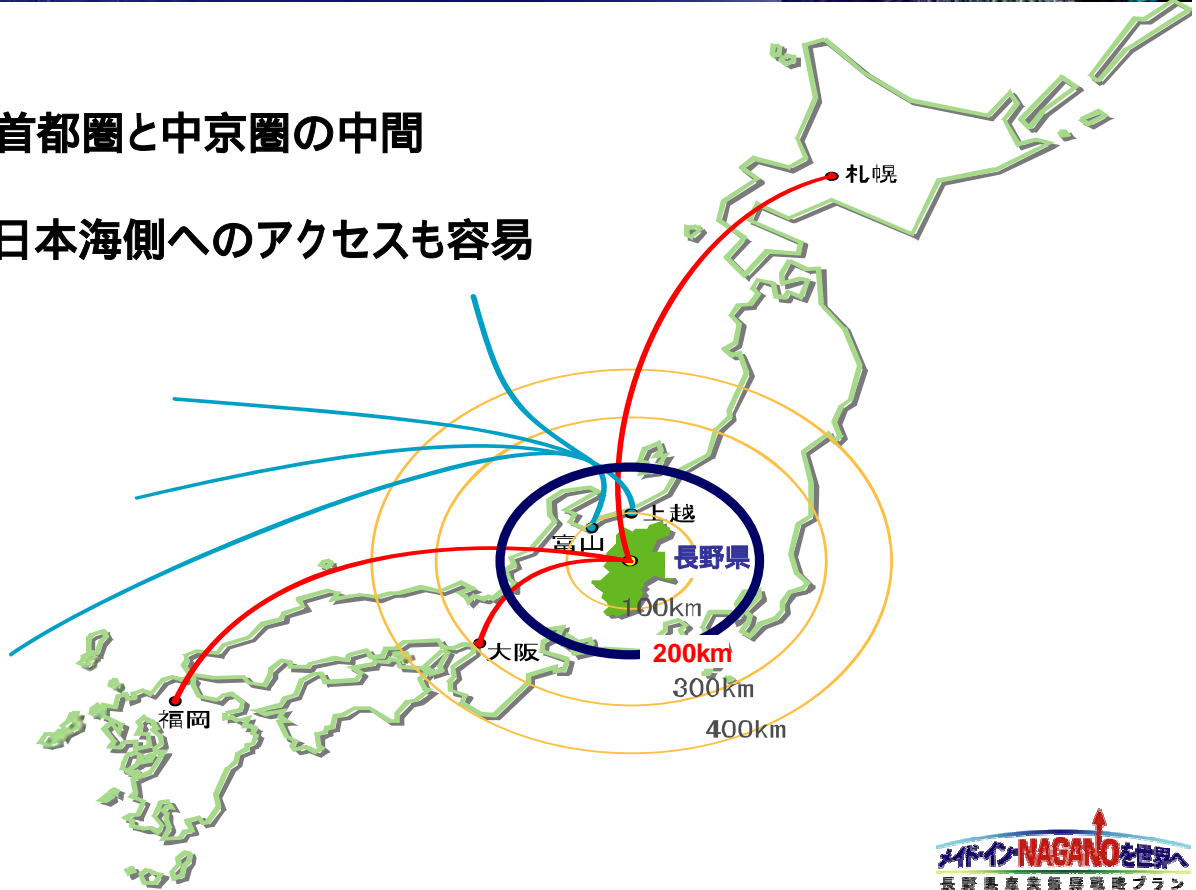 首都圏と中京圏の中間
日本海側へのアクセスも容易
札幌
上越
富山
長野県
100km
大阪
200km
300km
福岡
400km
メイド・イン・NAGANOを世界へ
長野県産業振興戦略プラン